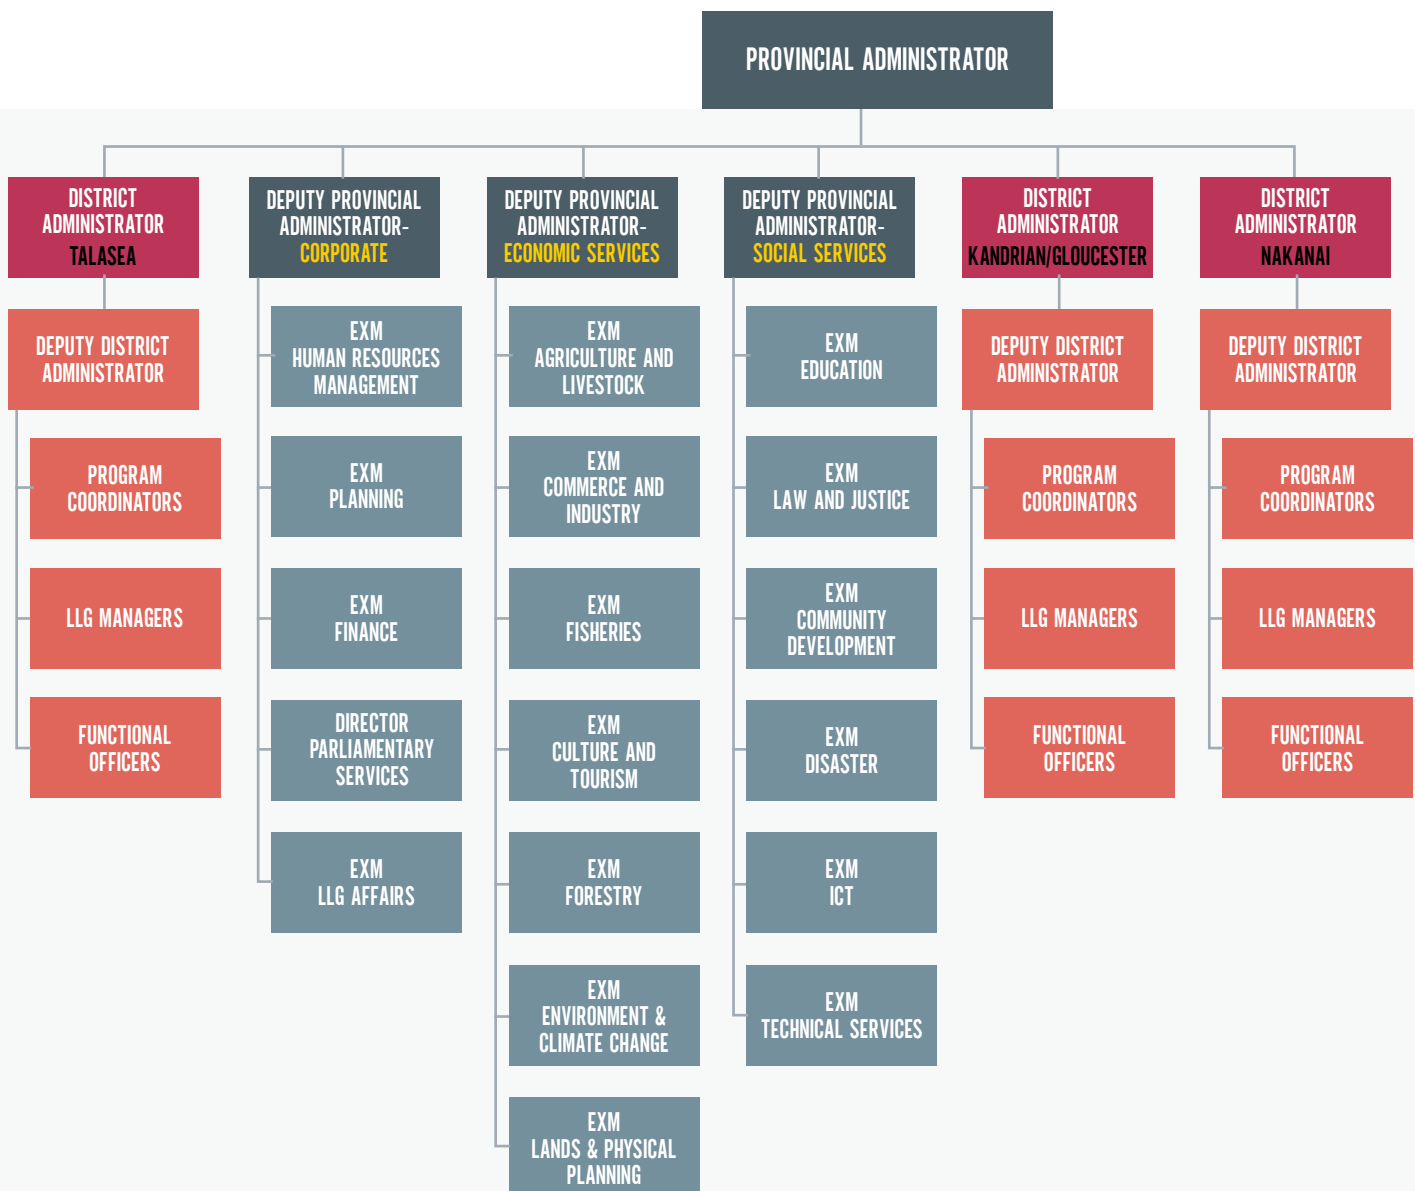 PROVINCIAL ADMINISTRATOR
DISTRICT
ADMINISTRATOR
TALASEA
DEPUTY PROVINCIAL
ADMINISTRATOR-
CORPORATE
DEPUTY PROVINCIAL
ADMINISTRATOR-
ECONOMIC SERVICES
DEPUTY PROVINCIAL
ADMINISTRATOR-
SOCIAL SERVICES
DISTRICT
ADMINISTRATOR
KANDRIAN/GLOUCESTER
DISTRICT
ADMINISTRATOR
NAKANAI
DEPUTY DISTRICT
ADMINISTRATOR
EXM
HUMAN RESOURCES
MANAGEMENT
EXM
AGRICULTURE AND
LIVESTOCK
EXM
EDUCATION
DEPUTY DISTRICT
ADMINISTRATOR
DEPUTY DISTRICT
ADMINISTRATOR
PROGRAM
COORDINATORS
EXM
PLANNING
EXM
COMMERCE AND
INDUSTRY
EXM
LAW AND JUSTICE
PROGRAM
COORDINATORS
PROGRAM
COORDINATORS
LLG MANAGERS
EXM
FINANCE
EXM
FISHERIES
EXM
COMMUNITY
DEVELOPMENT
LLG MANAGERS
LLG MANAGERS
FUNCTIONAL
OFFICERS
DIRECTOR
PARLIAMENTARY
SERVICES
EXM
CULTURE AND
TOURISM
EXM
DISASTER
FUNCTIONAL
OFFICERS
FUNCTIONAL
OFFICERS
EXM
LLG AFFAIRS
EXM
FORESTRY
EXM
ICT
EXM
ENVIRONMENT &
CLIMATE CHANGE
EXM
TECHNICAL SERVICES
EXM
LANDS & PHYSICAL
PLANNING